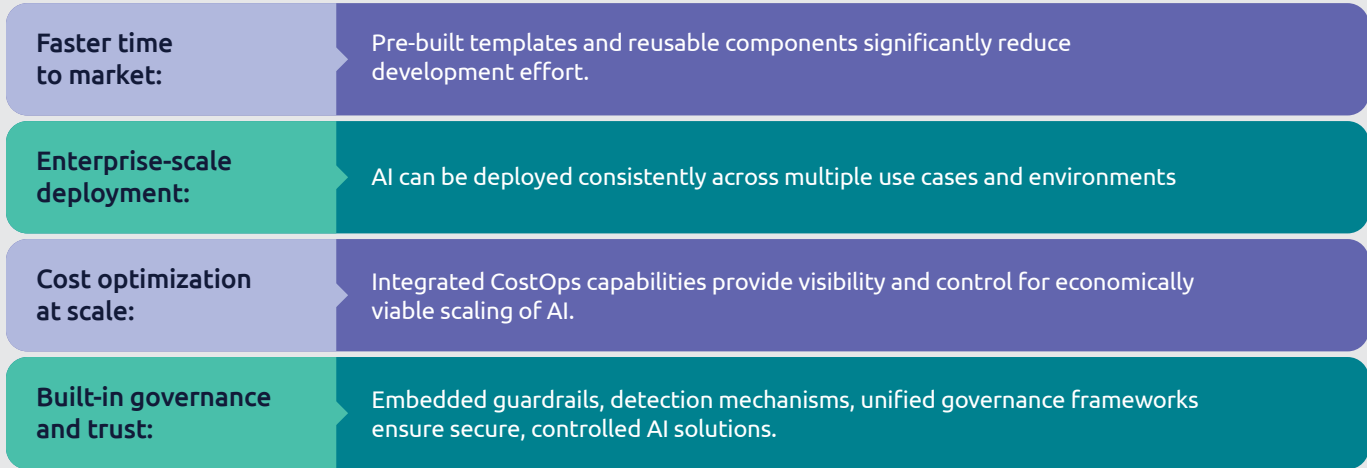 Faster time
to market:
Pre-built templates and reusable components significantly reduce
development effort.
Enterprise-scale
deployment:
AI can be deployed consistently across multiple use cases and environments
Cost optimization
at scale:
Integrated CostOps capabilities provide visibility and control for economically
viable scaling of AI.
Built-in governance
and trust:
Embedded guardrails, detection mechanisms, unified governance frameworks
ensure secure, controlled AI solutions.